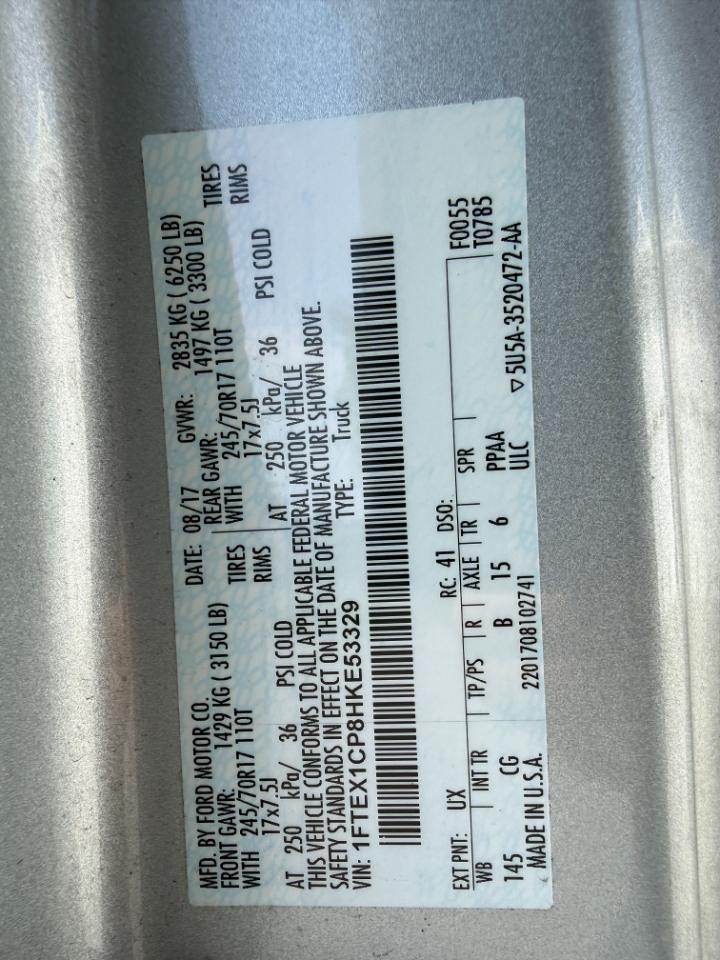 MFD. BY FORD MOTOR CO. DATE: 08/17 GVWR: 2835 KG ( 6250 LB)
FRONT GAWR: 1429 KG ( 3150 LB) REAR GAWR: 1497 KG ( 3300 LB)
WITH 245/70R17 110T TIRES WITH 245/70R17 110T TIRES
17x7.5J RIMS 17x7.5J RIMS
AT 250 kPa/ 36 PSI COLD AT 250 kPa/ 36 PSI COLD
THIS VEHICLE CONFORMS TO ALL APPLICABLE FEDERAL MOTOR VEHICLE
SAFETY STANDARDS IN EFFECT ON THE DATE OF MANUFACTURE SHOWN ABOVE.
VIN: 1FTEX1CP8HKE53329 TYPE: Truck
EXT PNT: UX RC: 41 DSO: F0055
WB INT TR TP/PS R AXLE TR SPR T0785
145 CG B 15 6 PPAA
MADE IN U.S.A. 2201708102741 ULC ▽5U5A-3520472-AA